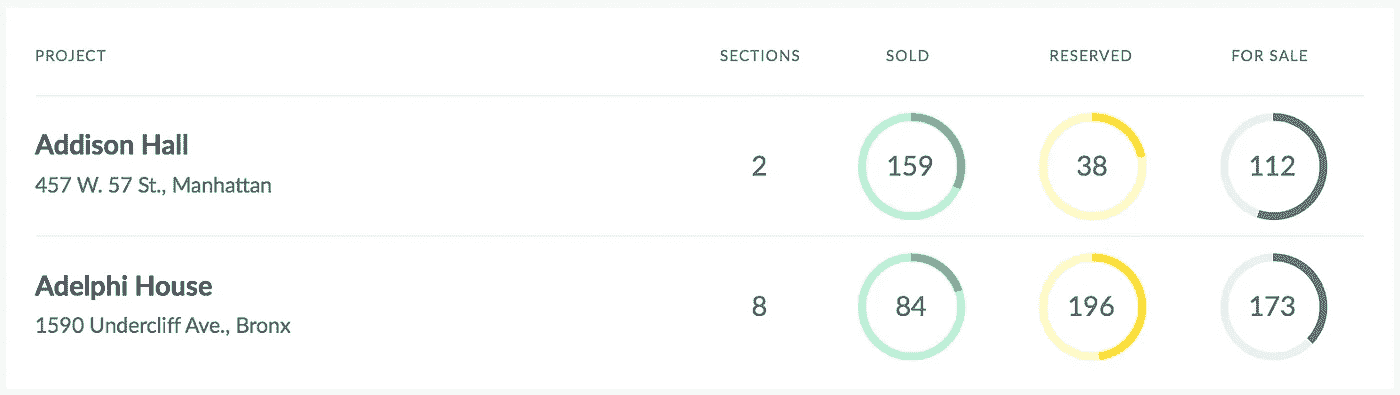 PROJECT SECTIONS SOLD RESERVED FOR SALE
Addison Hall
457 W. 57 St., Manhattan
2 159 38 112
Adelphi House
1590 Undercliff Ave., Bronx
8 84 196 173